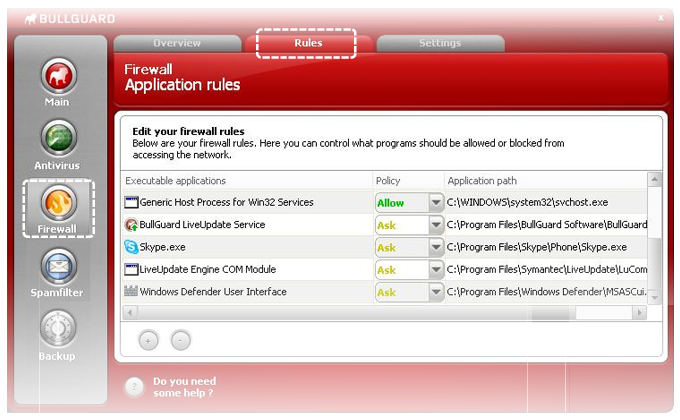 BULLGUARD
x
Overview
Rules
Settings
Main
Antivirus
Firewall
Spamfilter
Backup
Firewall
Application rules
Edit your firewall rules
Below are your firewall rules. Here you can control what programs should be allowed or blocked from
accessing the network.
Executable applications Policy Application path
Generic Host Process for Win32 Services Allow C:\WINDOWS\system32\svchost.exe
BullGuard LiveUpdate Service Ask C:\Program Files\BullGuard Software\BullGuard
Skype.exe Ask C:\Program Files\Skype\Phone\Skype.exe
LiveUpdate Engine COM Module Ask C:\Program Files\Symantec\LiveUpdate\LuCom
Windows Defender User Interface Ask C:\Program Files\Windows Defender\MSASCui.
+ -
? Do you need
some help ?